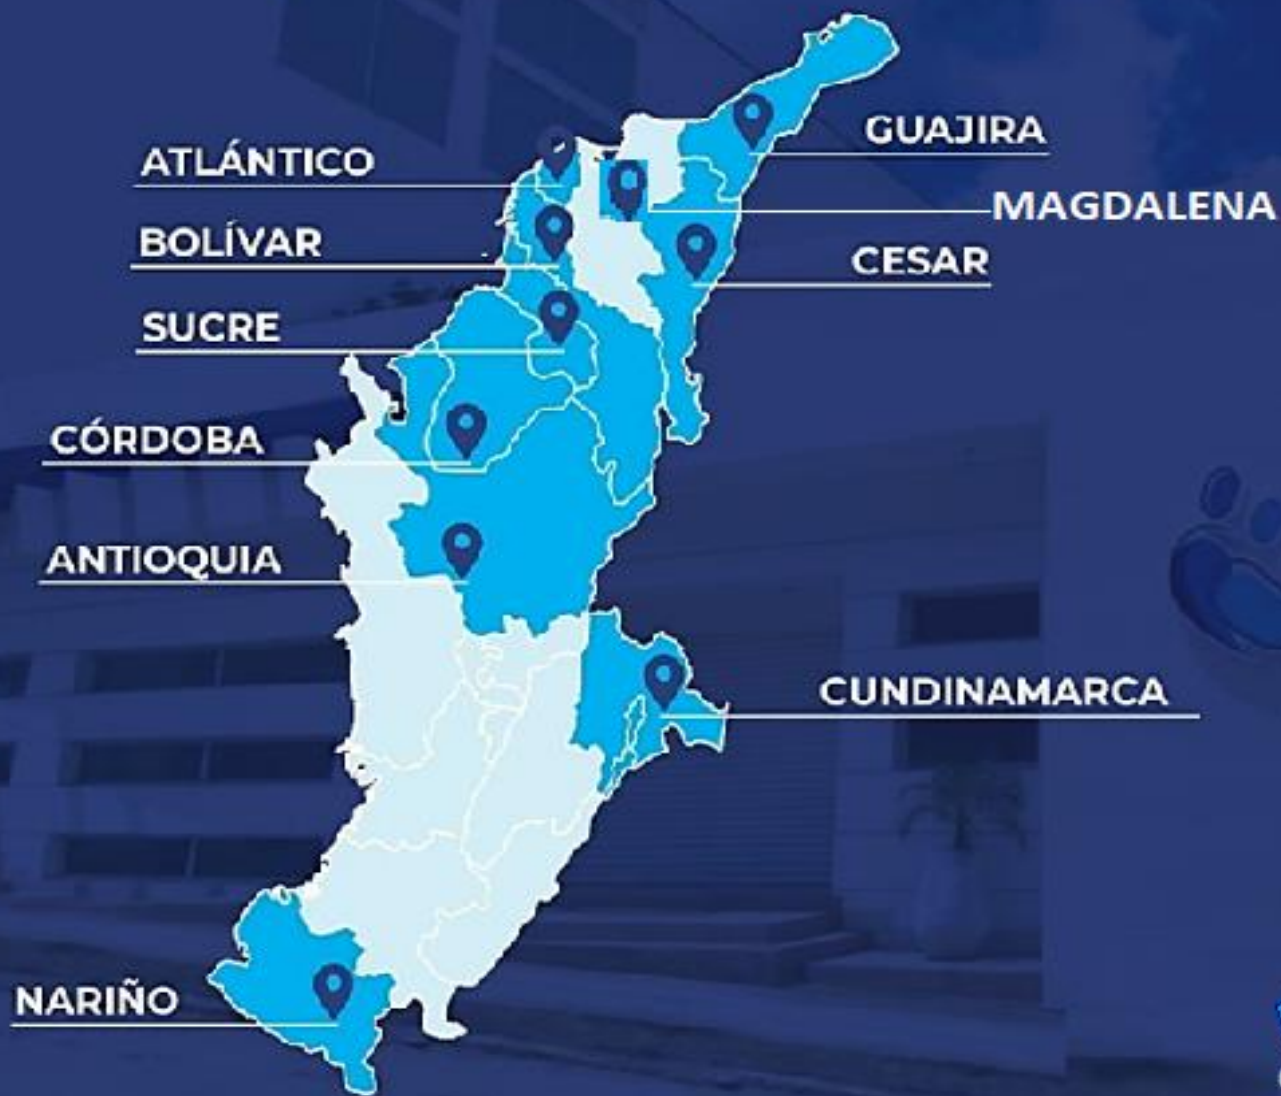 GUAJIRA
ATLÁNTICO
MAGDALENA
BOLÍVAR
CESAR
SUCRE
CÓRDOBA
ANTIOQUIA
CUNDINAMARCA
NARIÑO